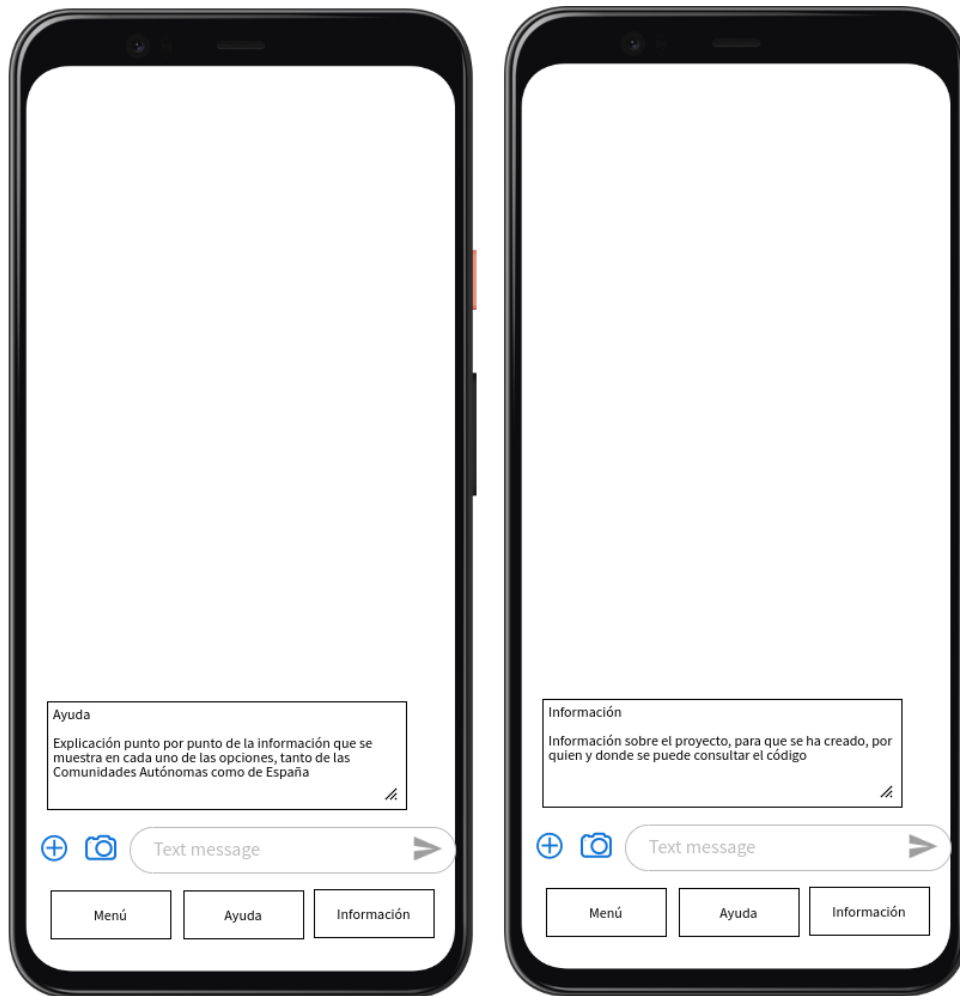 Ayuda
Explicación punto por punto de la información que se
muestra en cada uno de las opciones, tanto de las
Comunidades Autónomas como de España
Text message
Menú
Ayuda
Información
Información
Información sobre el proyecto, para que se ha creado, por
quien y donde se puede consultar el código
Text message
Menú
Ayuda
Información